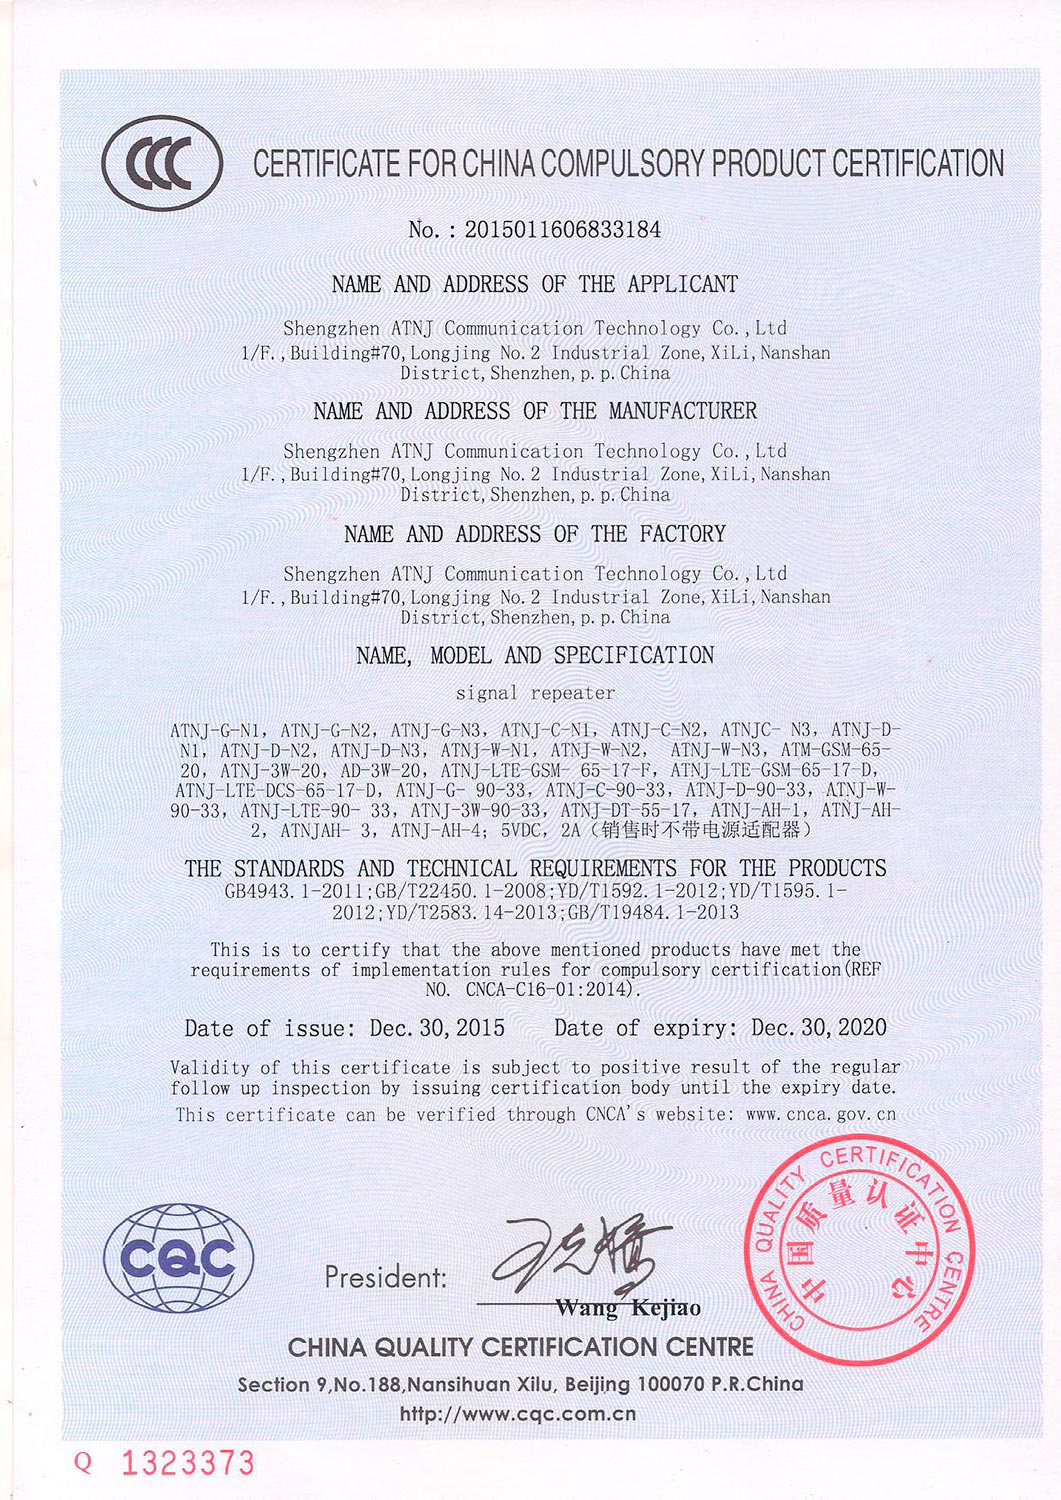 CCC
CERTIFICATE FOR CHINA COMPULSORY PRODUCT CERTIFICATION
No.: 2015011606833184
NAME AND ADDRESS OF THE APPLICANT
Shengzhen ATNJ Communication Technology Co.,Ltd
1/F.,Building#70,Longjing No.2 Industrial Zone,XiLi,Nanshan
District,Shenzhen,p.p.China
NAME AND ADDRESS OF THE MANUFACTURER
Shengzhen ATNJ Communication Technology Co.,Ltd
1/F.,Building#70,Longjing No.2 Industrial Zone,XiLi,Nanshan
District,Shenzhen,p.p.China
NAME AND ADDRESS OF THE FACTORY
Shengzhen ATNJ Communication Technology Co.,Ltd
1/F.,Building#70,Longjing No.2 Industrial Zone,XiLi,Nanshan
District,Shenzhen,p.p.China
NAME, MODEL AND SPECIFICATION
signal repeater
ATNJ-G-N1, ATNJ-G-N2, ATNJ-G-N3, ATNJ-C-N1, ATNJ-C-N2, ATNJC- N3, ATNJ-D-
N1, ATNJ-D-N2, ATNJ-D-N3, ATNJ-W-N1, ATNJ-W-N2, ATNJ-W-N3, ATM-GSM-65-
20, ATNJ-3W-20, AD-3W-20, ATNJ-LTE-GSM- 65-17-F, ATNJ-LTE-GSM-65-17-D,
ATNJ-LTE-DCS-65-17-D, ATNJ-G- 90-33, ATNJ-C-90-33, ATNJ-D-90-33, ATNJ-W-
90-33, ATNJ-LTE-90- 33, ATNJ-3W-90-33, ATNJ-DT-55-17, ATNJ-AH-1, ATNJ-AH-
2, ATNJAH- 3, ATNJ-AH-4; 5VDC, 2A（销售时不带电源适配器）
THE STANDARDS AND TECHNICAL REQUIREMENTS FOR THE PRODUCTS
GB4943.1-2011;GB/T22450.1-2008;YD/T1592.1-2012;YD/T1595.1-
2012;YD/T2583.14-2013;GB/T19484.1-2013
This is to certify that the above mentioned products have met the
requirements of implementation rules for compulsory certification(REF
NO. CNCA-C16-01:2014).
Date of issue: Dec.30,2015 Date of expiry: Dec.30,2020
Validity of this certificate is subject to positive result of the regular
follow up inspection by issuing certification body until the expiry date.
This certificate can be verified through CNCA's website: www.cnca.gov.cn
CHINA QUALITY CERTIFICATION CENTRE
中国质量认证中心
CQC
President: 王克娇
Wang Kejiao
CHINA QUALITY CERTIFICATION CENTRE
Section 9,No.188,Nansihuan Xilu, Beijing 100070 P.R.China
http://www.cqc.com.cn
Q 1323373